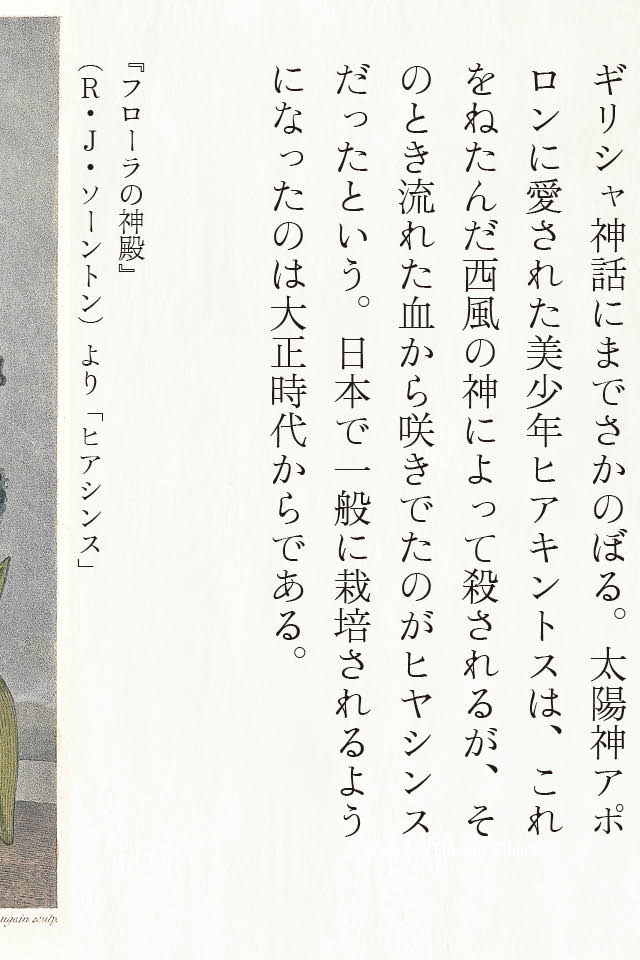 ギリシャ神話にまでさかのぼる。太陽神アポ
ロンに愛された美少年ヒアキントスは、これ
をねたんだ西風の神によって殺されるが、そ
のとき流れた血から咲きでたのがヒヤシンス
だったという。日本で一般に栽培されるよう
になったのは大正時代からである。
『フローラの神殿』
（R・J・ソーントン）より「ヒアシンス」
sculp.